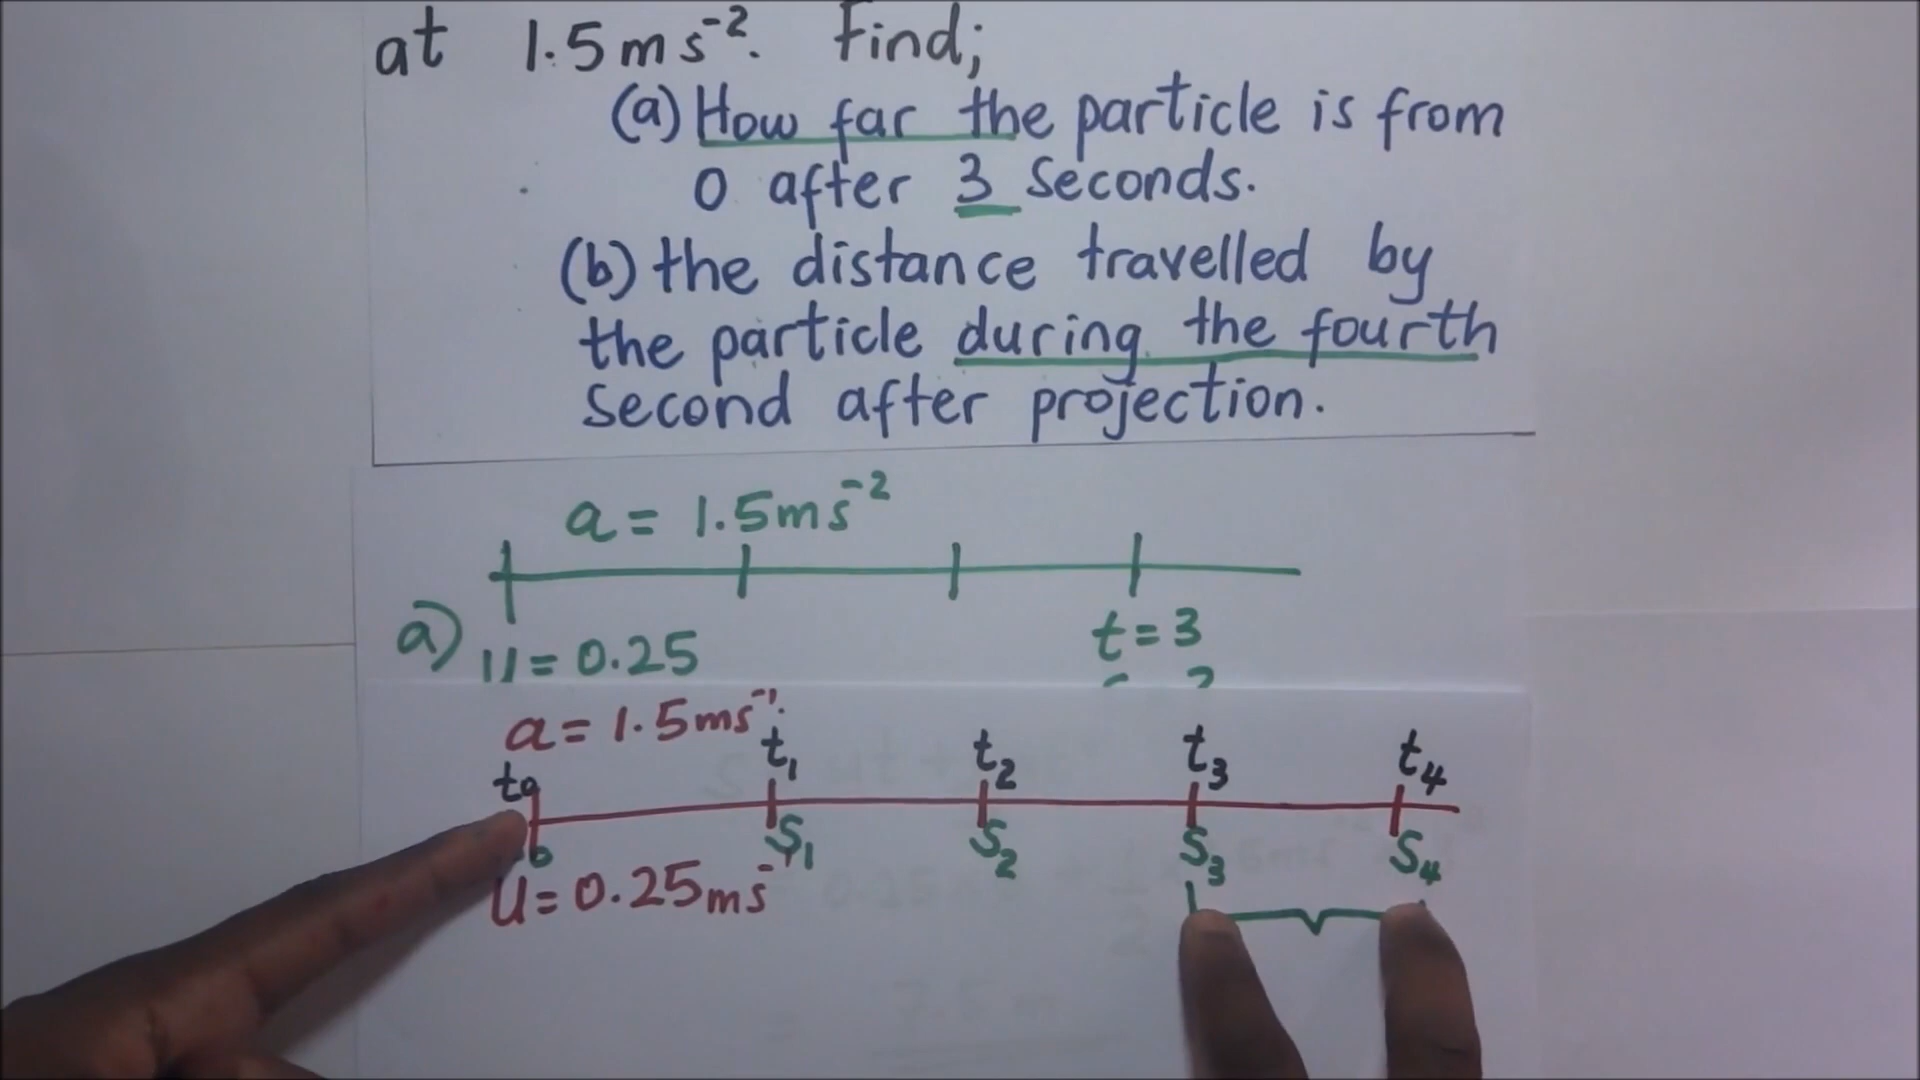 at 1.5ms⁻². Find;
(a) How far the particle is from
O after 3 seconds.
(b) the distance travelled by
the particle during the fourth
second after projection.
a = 1.5ms⁻²
a) U = 0.25
t = 3
a = 1.5ms⁻¹
t₀ t₁ t₂ t₃ t₄
S₁ S₂ S₃ S₄
U = 0.25ms⁻